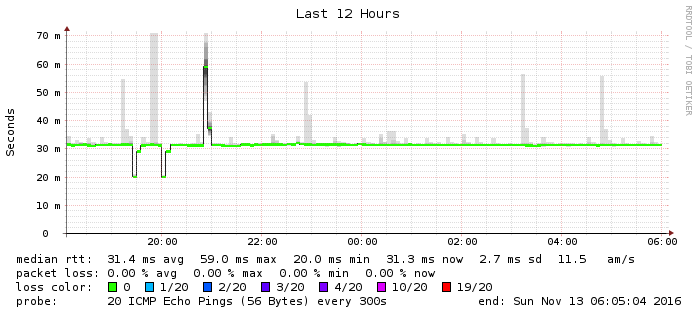 Last 12 Hours
RRDTOOL / TOBI OETIKER
Seconds
70 m
60 m
50 m
40 m
30 m
20 m
10 m
0
20:00 22:00 00:00 02:00 04:00 06:00
median rtt: 31.4 ms avg 59.0 ms max 20.0 ms min 31.3 ms now 2.7 ms sd 11.5 am/s
packet loss: 0.00 % avg 0.00 % max 0.00 % min 0.00 % now
loss color: 0 1/20 2/20 3/20 4/20 10/20 19/20
probe: 20 ICMP Echo Pings (56 Bytes) every 300s end: Sun Nov 13 06:05:04 2016